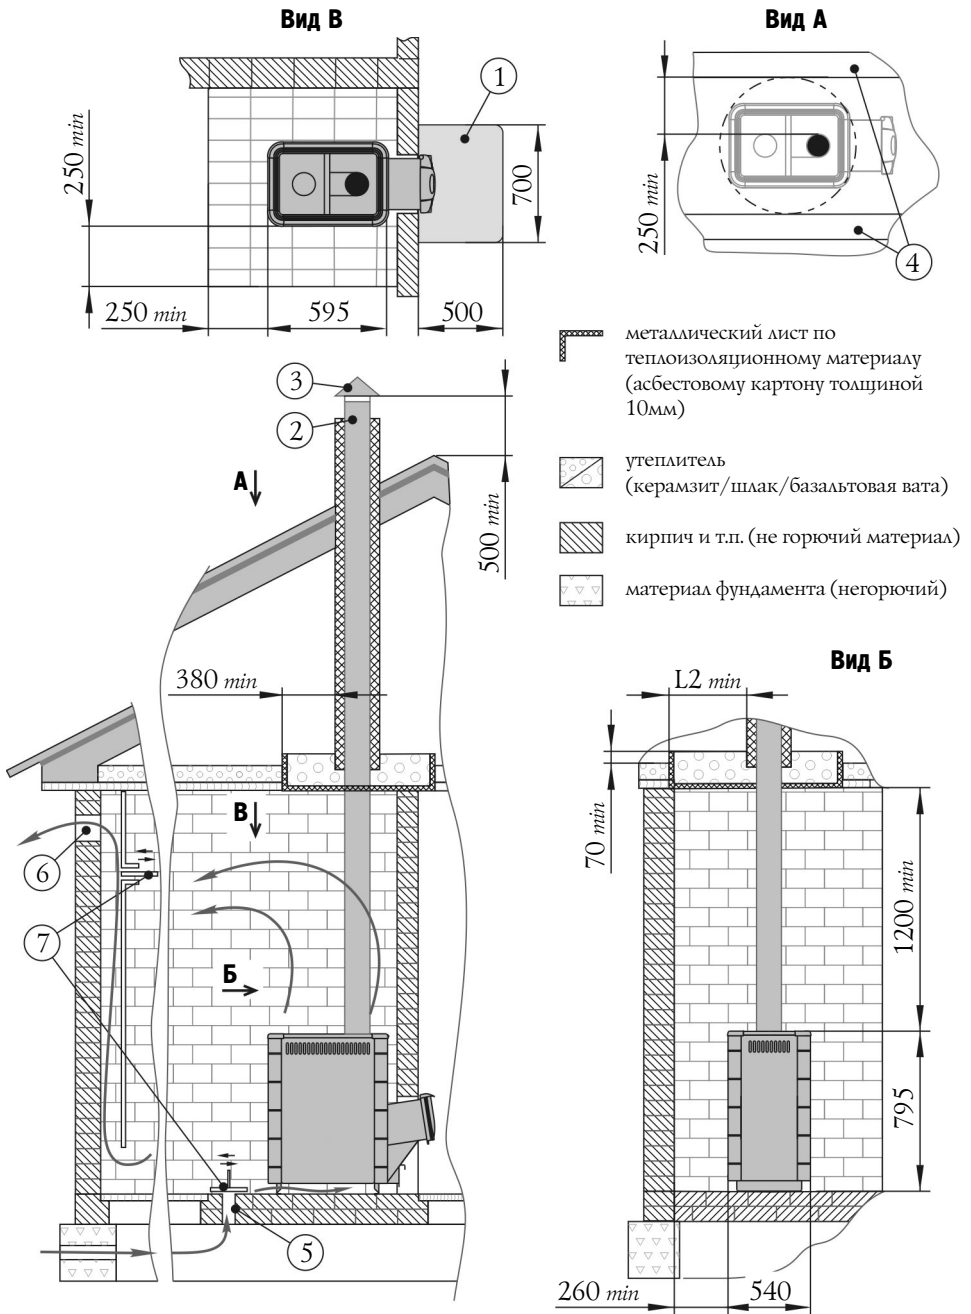 Вид В
Вид А
1
250 min
700
250 min
4
250 min
595
500
металлический лист по
теплоизоляционному материалу
(асбестовому картону толщиной
10мм)
3
2
А
500 min
утеплитель
(керамзит/шлак/базальтовая вата)
кирпич и т.п. (не горючий материал)
материал фундамента (негорючий)
Вид Б
380 min
L2 min
В
70 min
6
1200 min
7
Б
795
5
260 min
540